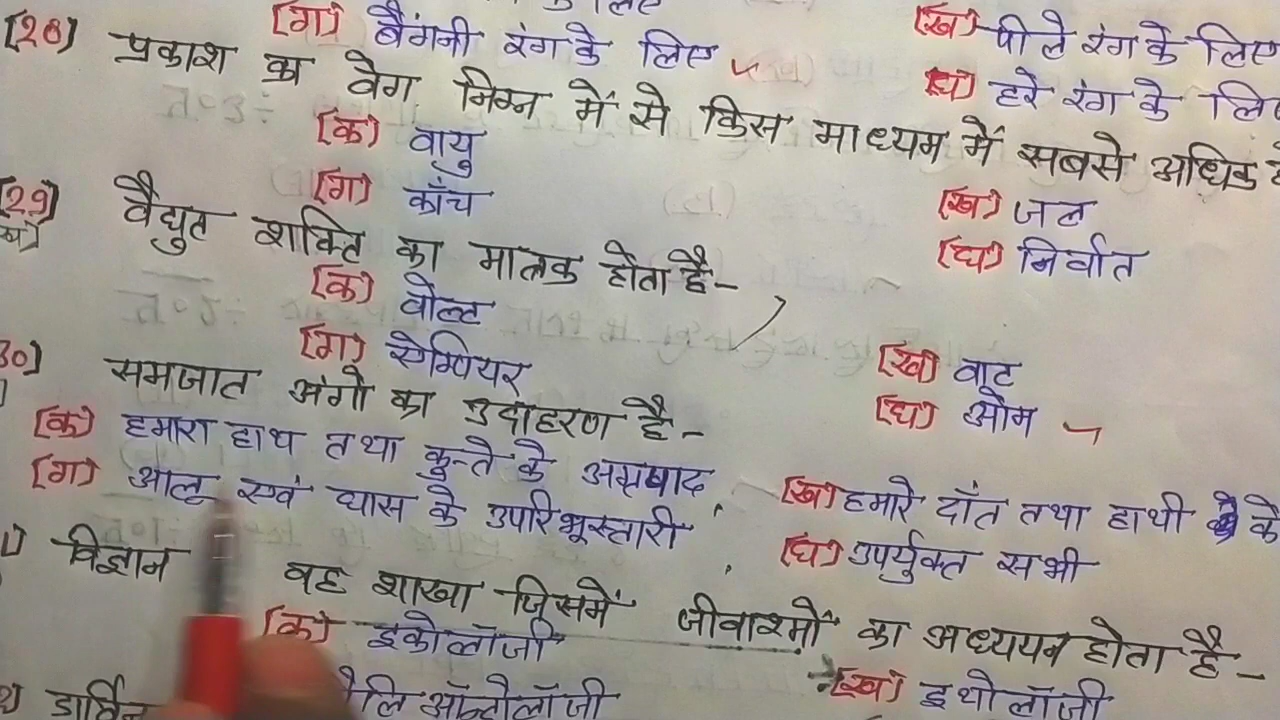 (ग) बैंगनी रंग के लिए (ख) पीले रंग के लिए
(घ) हरे रंग के
[28) प्रकाश का वेग निम्न में से किस माध्यम में सबसे अधिक
(क) वायु (ख) जल
(ग) काँच (घ) निर्वात
[29) वैद्युत शक्ति का मात्रक होता है-
(क) वोल्ट (ख) वाट
(ग) ऐम्पियर (घ) ओम
30) समजात अंगो का उदाहरण है-
(क) हमारा हाथ तथा कुत्ते के अग्रपाद (ख) हमारे दाँत तथा हाथी के
(ग) आलू एवं घास के उपरिभूस्तारी (घ) उपर्युक्त सभी
विज्ञान वह शाखा जिसमें जीवाश्मों का अध्ययन होता है-
(क) इकोलॉजी (ख) इथोलॉजी